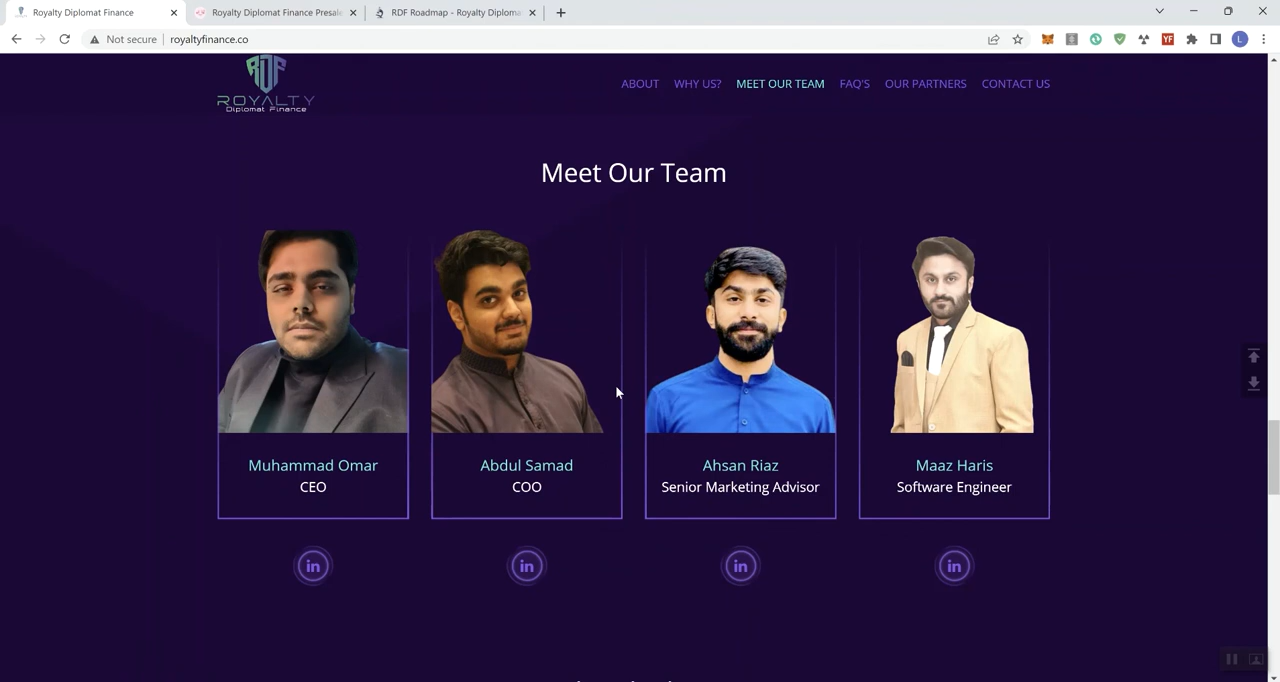 Royalty Diplomat Finance
Royalty Diplomat Finance Presale
RDF Roadmap - Royalty Diploma
Not secure
royaltyfinance.co
YF
L
RDF
ROYALTY
Diplomat Finance
ABOUT
WHY US?
MEET OUR TEAM
FAQ'S
OUR PARTNERS
CONTACT US
Meet Our Team
Muhammad Omar
CEO
Abdul Samad
COO
Ahsan Riaz
Senior Marketing Advisor
Maaz Haris
Software Engineer
in
in
in
in